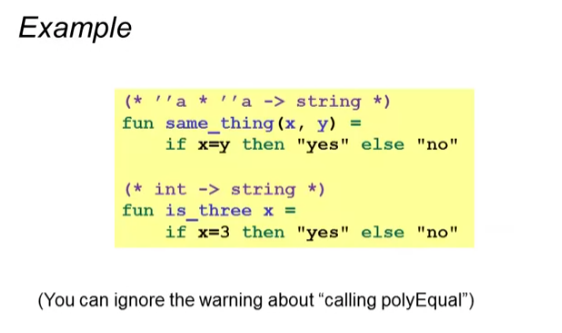 Example
(* ''a * ''a -> string *)
fun same_thing(x, y) =
    if x=y then "yes" else "no"
(* int -> string *)
fun is_three x =
    if x=3 then "yes" else "no"
(You can ignore the warning about “calling polyEqual”)